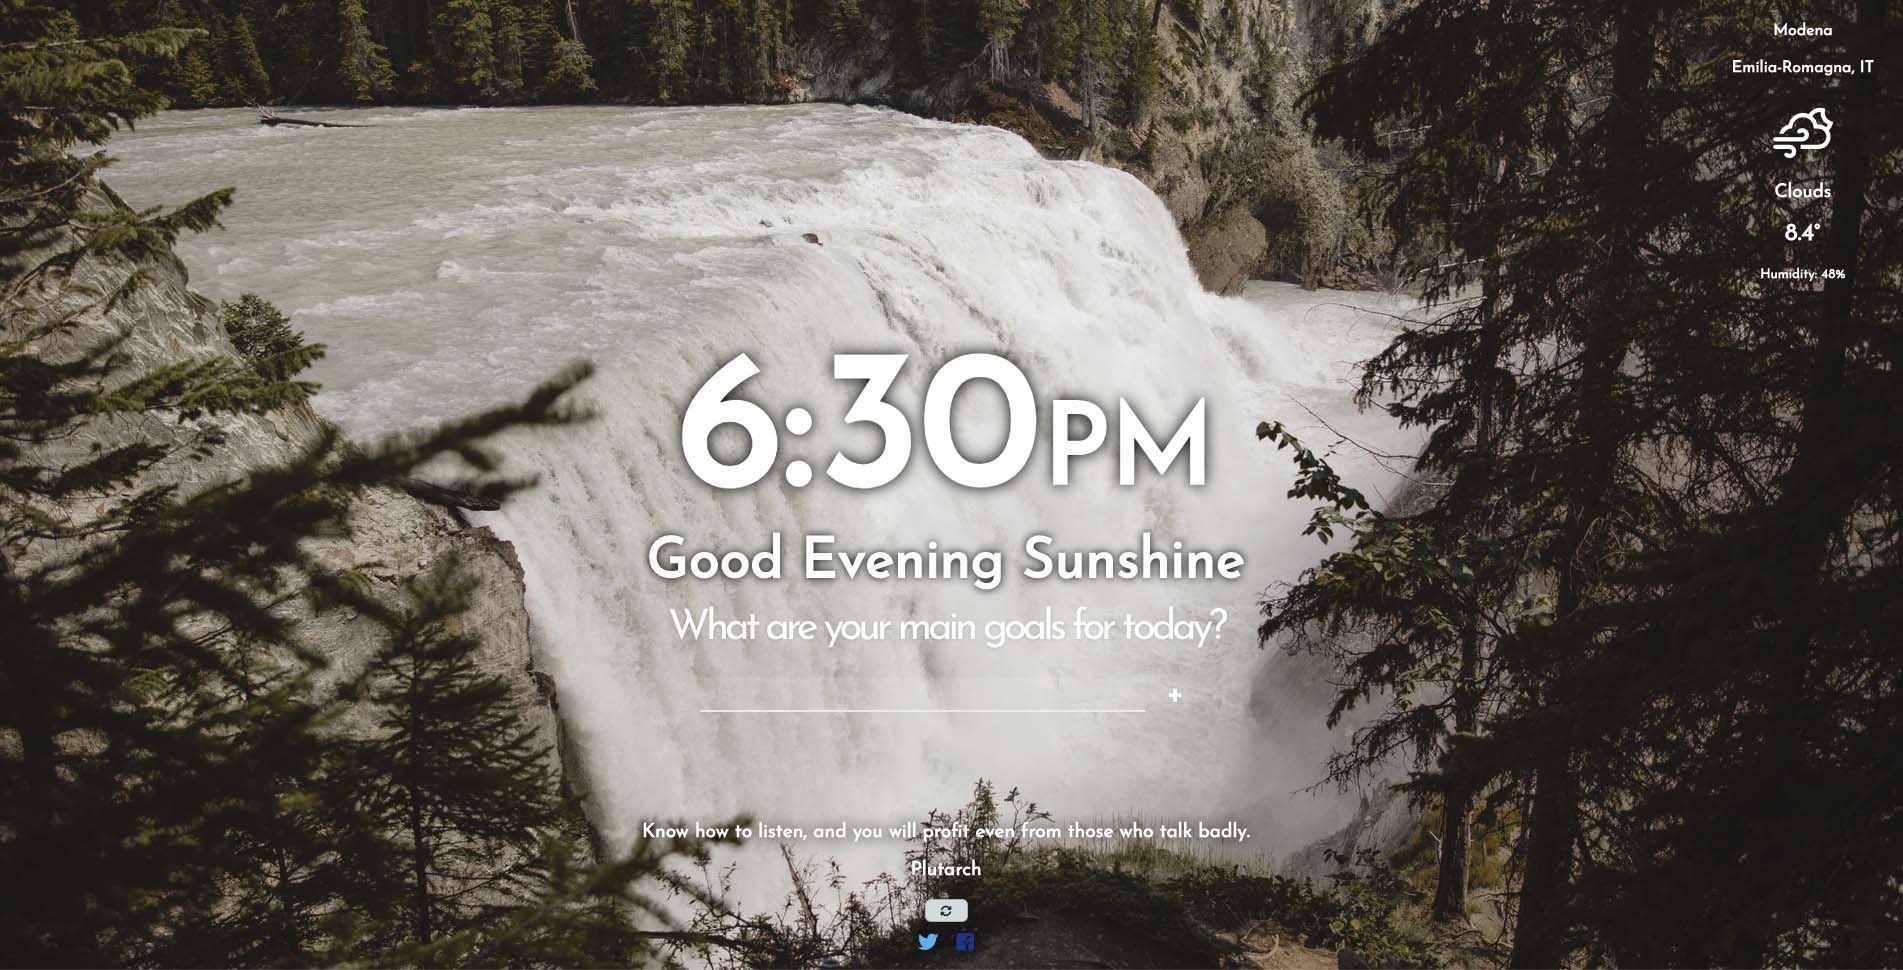 Modena
Emilia-Romagna, IT
Clouds
8.4°
Humidity: 48%
6:30PM
Good Evening Sunshine
What are your main goals for today?
+
Know how to listen, and you will profit even from those who talk badly.
Plutarch